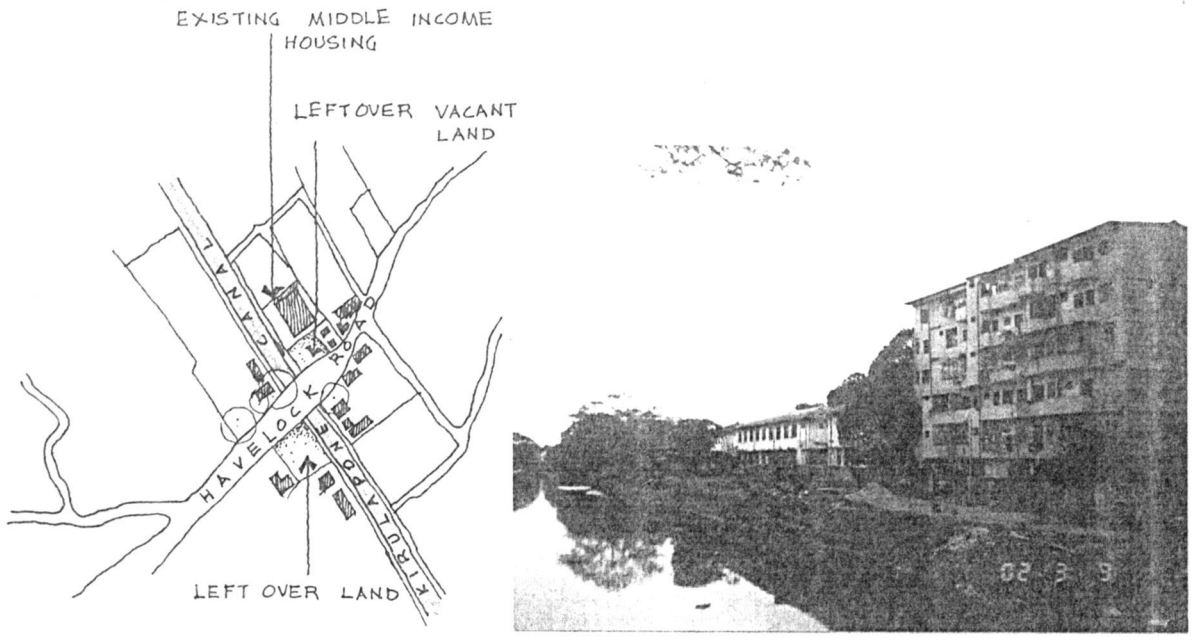 EXISTING MIDDLE INCOME
HOUSING
LEFTOVER VACANT
LAND
CANAL
HAVELOCK ROAD
KIRULAPONE
LEFT OVER LAND
02 3 9